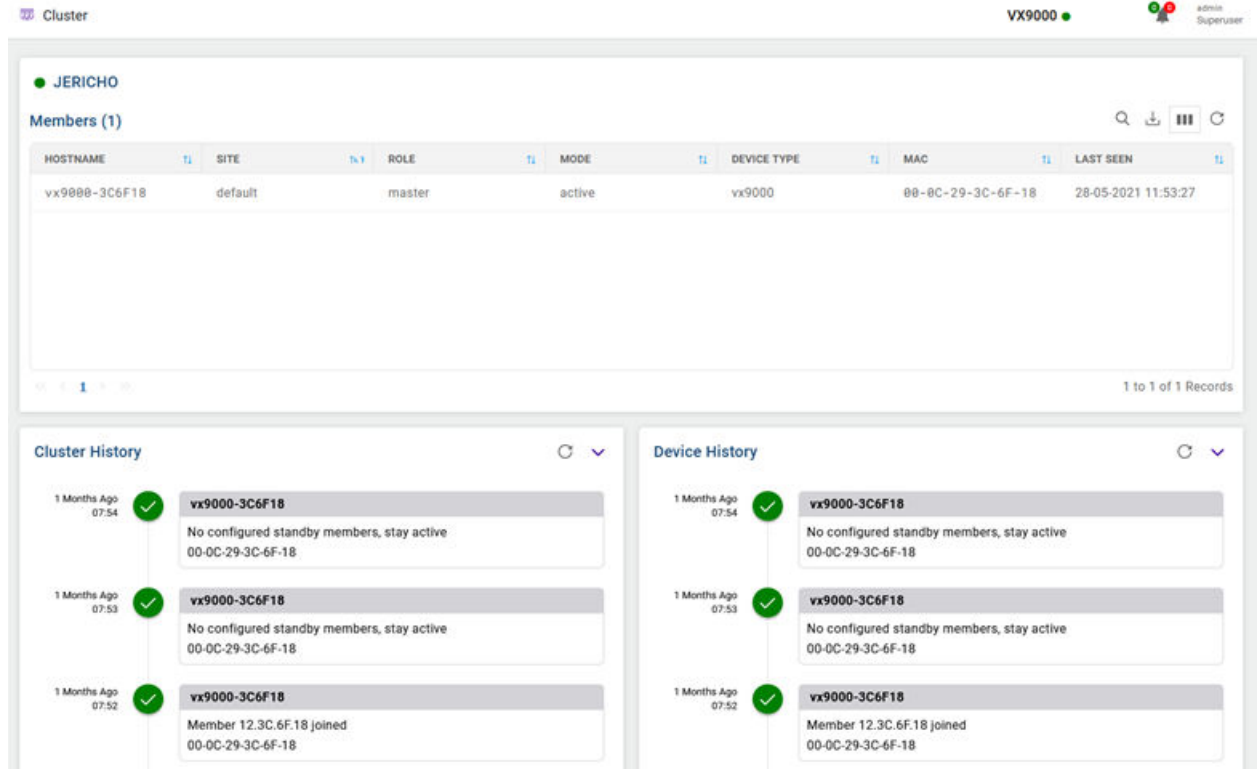 Cluster
VX9000
0 0
admin
Superuser
JERICHO
Members (1)
HOSTNAME SITE ROLE MODE DEVICE TYPE MAC LAST SEEN
vx9000-3C6F18 default master active vx9000 00-0C-29-3C-6F-18 28-05-2021 11:53:27
1
1 to 1 of 1 Records
Cluster History
1 Months Ago
07:54
vx9000-3C6F18
No configured standby members, stay active
00-0C-29-3C-6F-18
1 Months Ago
07:53
vx9000-3C6F18
No configured standby members, stay active
00-0C-29-3C-6F-18
1 Months Ago
07:52
vx9000-3C6F18
Member 12.3C.6F.18 joined
00-0C-29-3C-6F-18
Device History
1 Months Ago
07:54
vx9000-3C6F18
No configured standby members, stay active
00-0C-29-3C-6F-18
1 Months Ago
07:53
vx9000-3C6F18
No configured standby members, stay active
00-0C-29-3C-6F-18
1 Months Ago
07:52
vx9000-3C6F18
Member 12.3C.6F.18 joined
00-0C-29-3C-6F-18